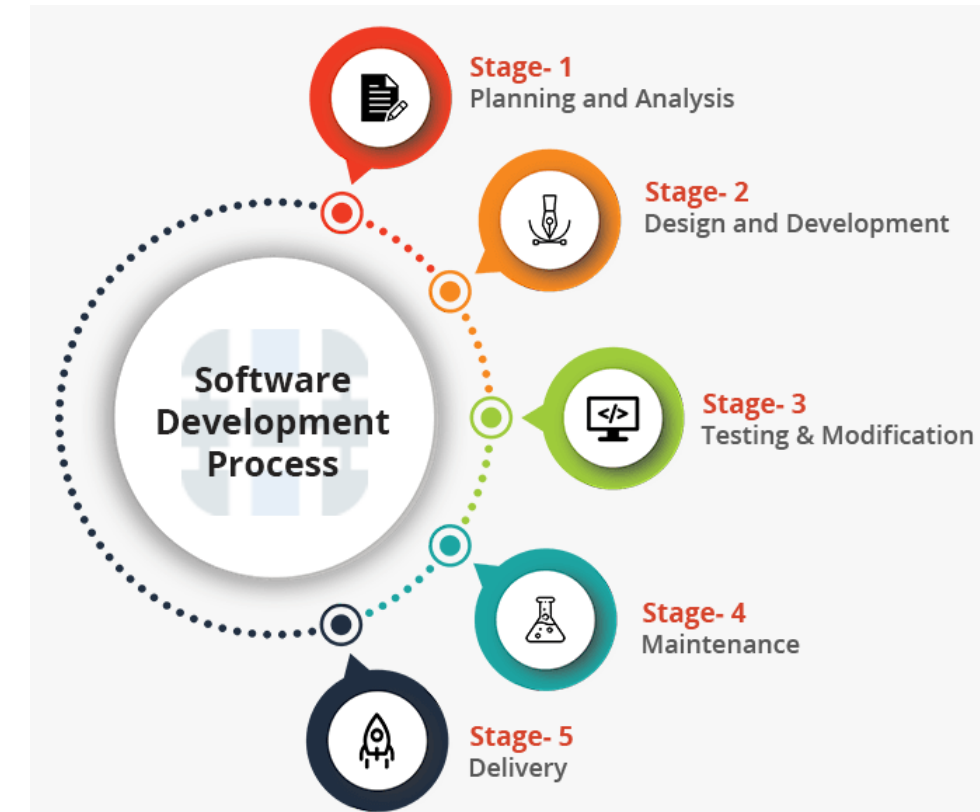 Stage- 1
Planning and Analysis
Stage- 2
Design and Development
Software
Development
Process
Stage- 3
Testing & Modification
Stage- 4
Maintenance
Stage- 5
Delivery